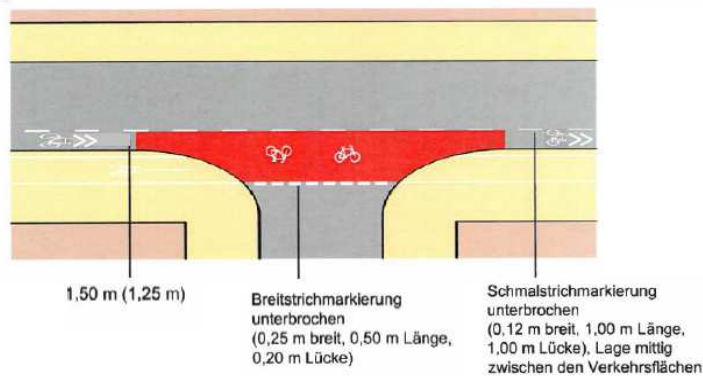 1,50 m (1,25 m)
Breitstrichmarkierung
unterbrochen
(0,25 m breit, 0,50 m Länge,
0,20 m Lücke)
Schmalstrichmarkierung
unterbrochen
(0,12 m breit, 1,00 m Länge,
1,00 m Lücke), Lage mittig
zwischen den Verkehrsflächen